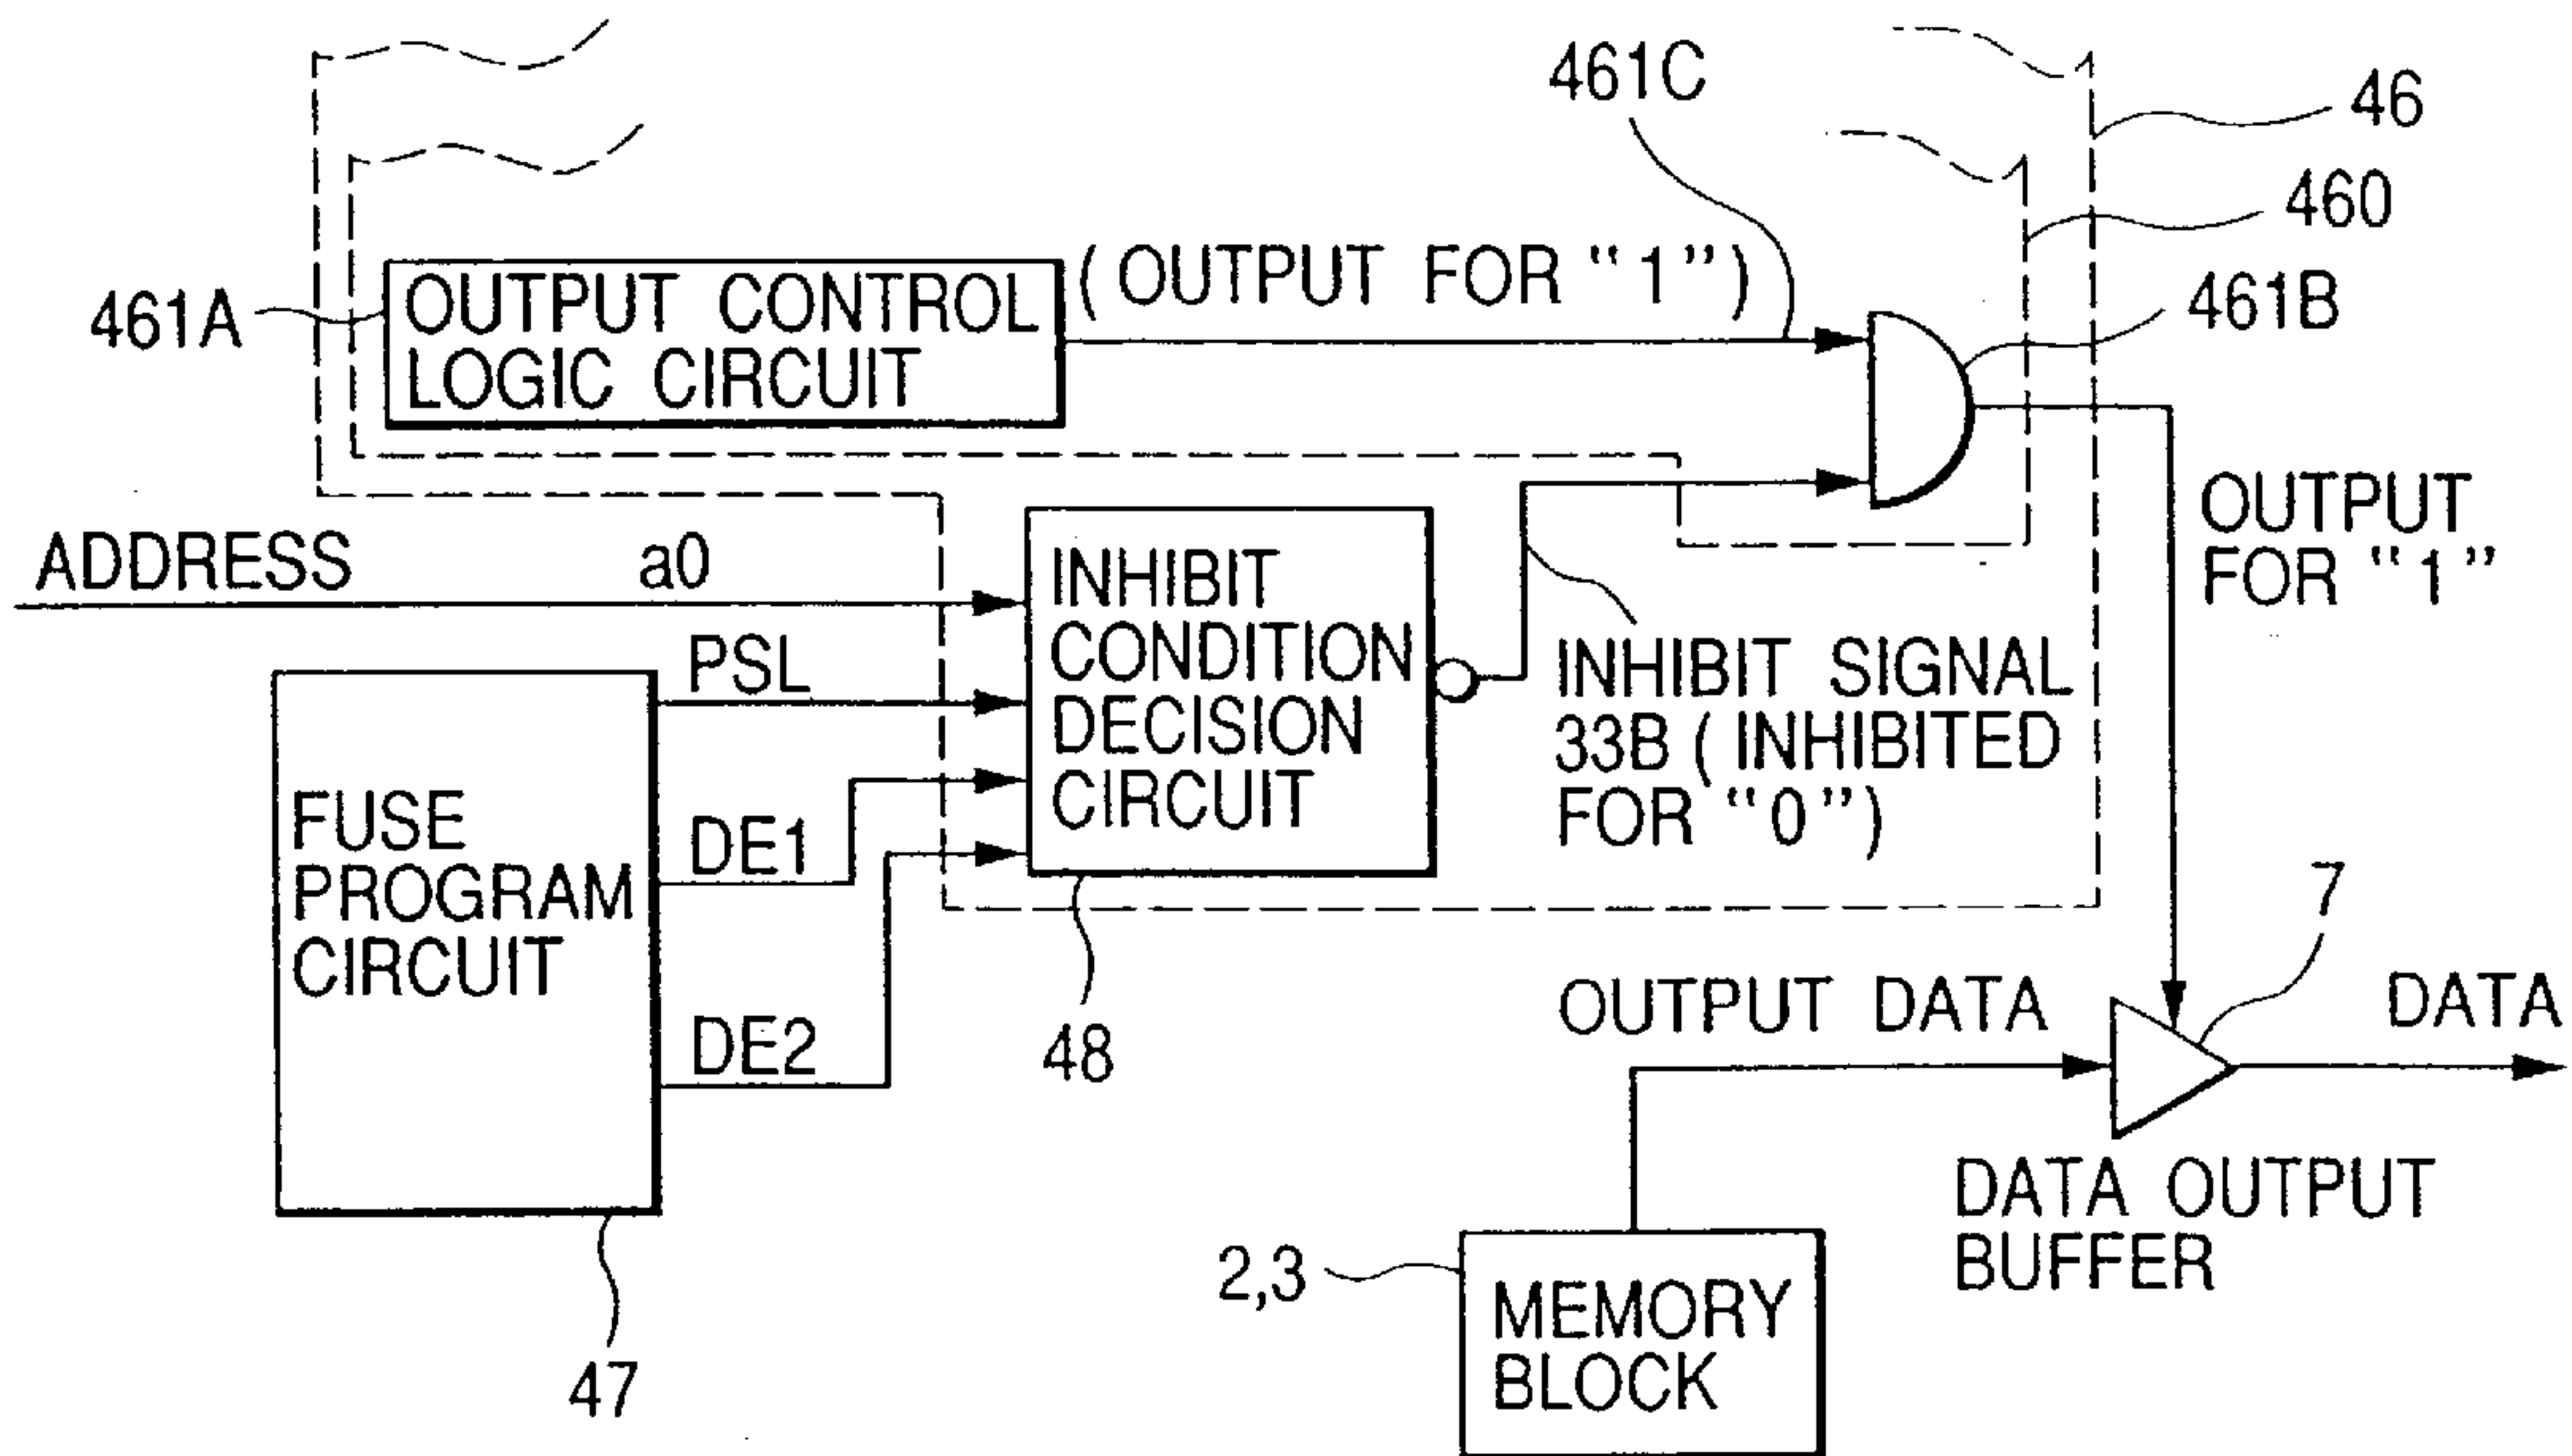 461C
46
460
461B
461A
OUTPUT CONTROL
LOGIC CIRCUIT
( OUTPUT FOR “ 1 ” )
OUTPUT
FOR “ 1 ”
ADDRESS a0
PSL
DE1
DE2
FUSE
PROGRAM
CIRCUIT
47
INHIBIT
CONDITION
DECISION
CIRCUIT
48
INHIBIT SIGNAL
33B ( INHIBITED
FOR “ 0 ” )
7
OUTPUT DATA
DATA
DATA OUTPUT
BUFFER
2,3
MEMORY
BLOCK